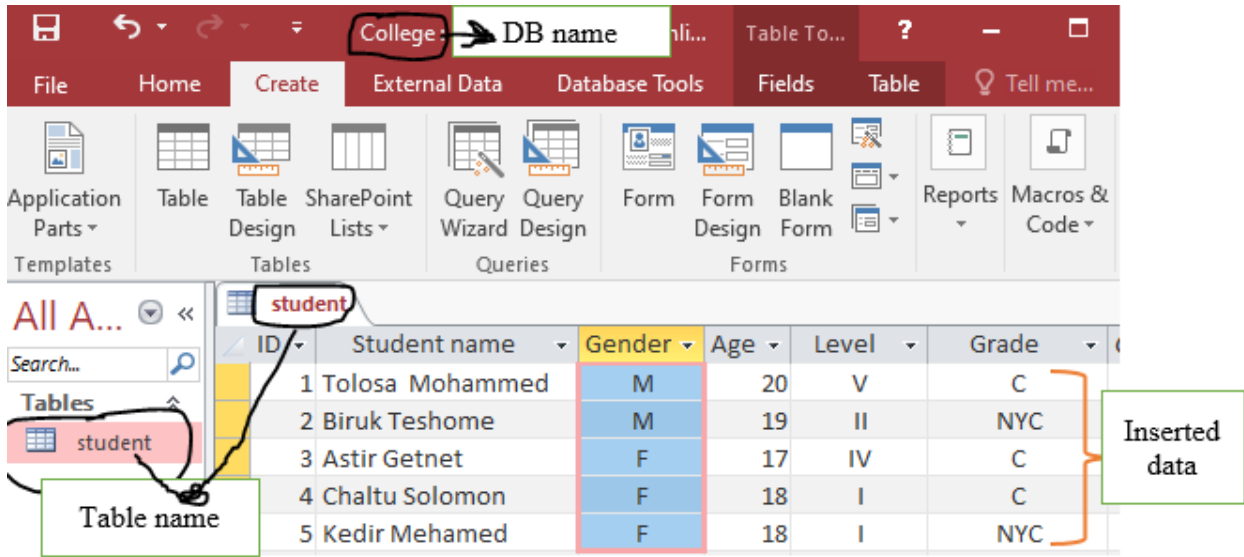 College : DB name nli... Table To... ?
File Home Create External Data Database Tools Fields Table Tell me...
Application Parts
Table
Table Design
SharePoint Lists
Query Wizard
Query Design
Form
Form Design
Blank Form
Reports
Macros & Code
Templates Tables Queries Forms
All A... «
student
Search...
Tables
student
Table name
ID Student name Gender Age Level Grade
1 Tolosa Mohammed M 20 V C
2 Biruk Teshome M 19 II NYC
3 Astir Getnet F 17 IV C
4 Chaltu Solomon F 18 I C
5 Kedir Mehamed F 18 I NYC
Inserted
data